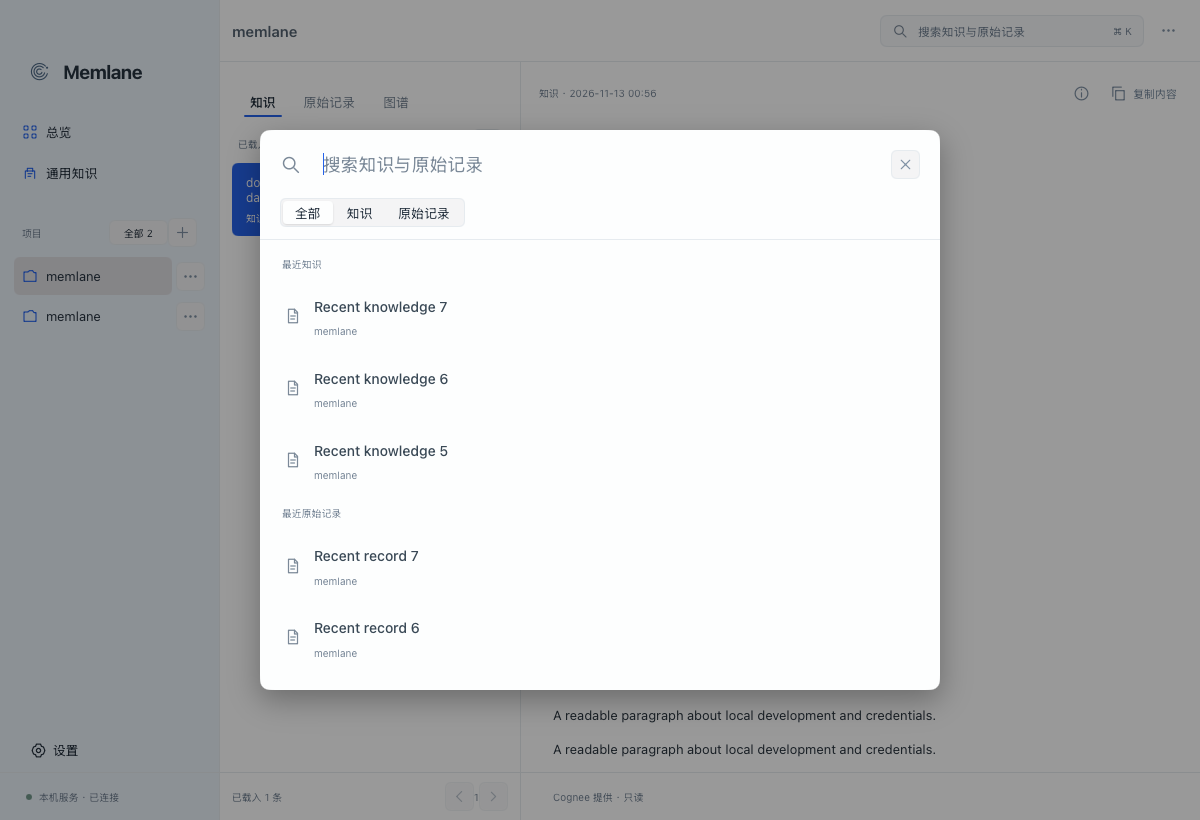 Memlane
总览
通用知识
项目
全部 2
memlane
memlane
设置
本机服务 · 已连接
memlane
搜索知识与原始记录
⌘ K
知识
原始记录
图谱
知识 · 2026-11-13 00:56
复制内容
搜索知识与原始记录
全部
知识
原始记录
最近知识
Recent knowledge 7
memlane
Recent knowledge 6
memlane
Recent knowledge 5
memlane
最近原始记录
Recent record 7
memlane
Recent record 6
memlane
A readable paragraph about local development and credentials.
A readable paragraph about local development and credentials.
已载入 1 条
Cognee 提供 · 只读